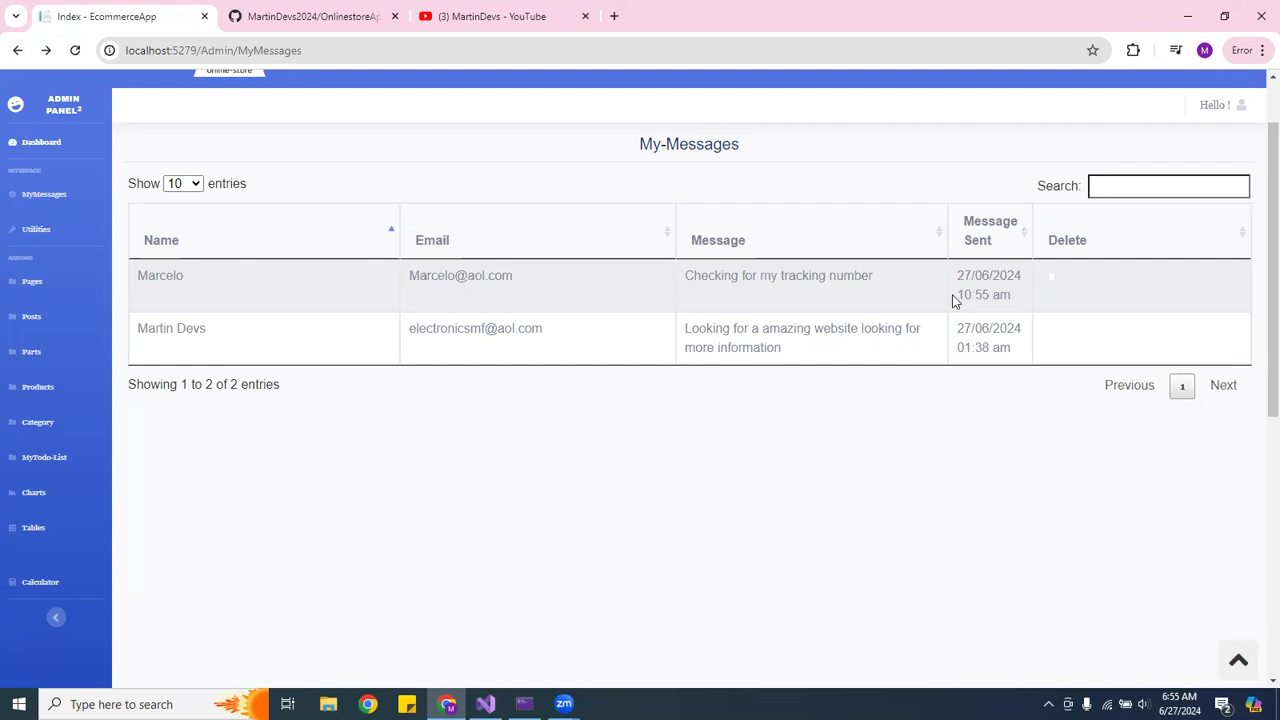 Index - EcommerceApp
MartinDevs2024/OnlinestoreAp
(3) MartinDevs - YouTube
localhost:5279/Admin/MyMessages
M
Error
online-store
ADMIN
PANEL2
Hello !
Dashboard
INTERFACE
MyMessages
Utilities
ADDONS
Pages
Posts
Parts
Products
Category
MyTodo-List
Charts
Tables
Calculator
My-Messages
Show 10 entries
Search:
Name
Email
Message
Message
Sent
Delete
Marcelo
Marcelo@aol.com
Checking for my tracking number
27/06/2024
10:55 am
Martin Devs
electronicsmf@aol.com
Looking for a amazing website looking for
more information
27/06/2024
01:38 am
Showing 1 to 2 of 2 entries
Previous
1
Next
Type here to search
zm
6:55 AM
6/27/2024
2